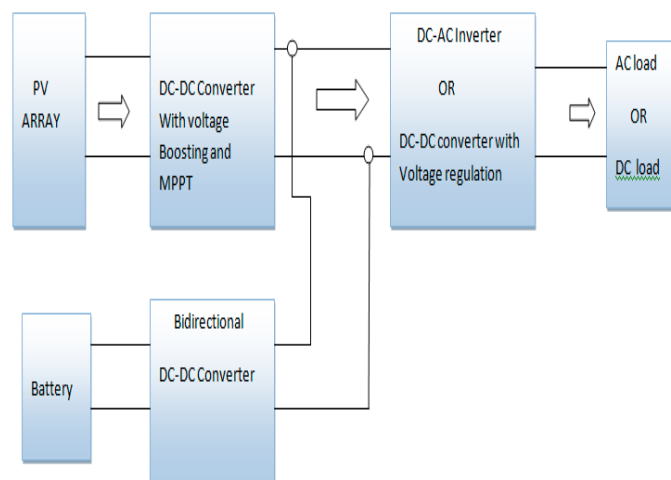 PV
ARRAY
DC-DC Converter
With voltage
Boosting and
MPPT
DC-AC Inverter
OR
DC-DC converter with
Voltage regulation
AC load
OR
DC load
Battery
Bidirectional
DC-DC Converter